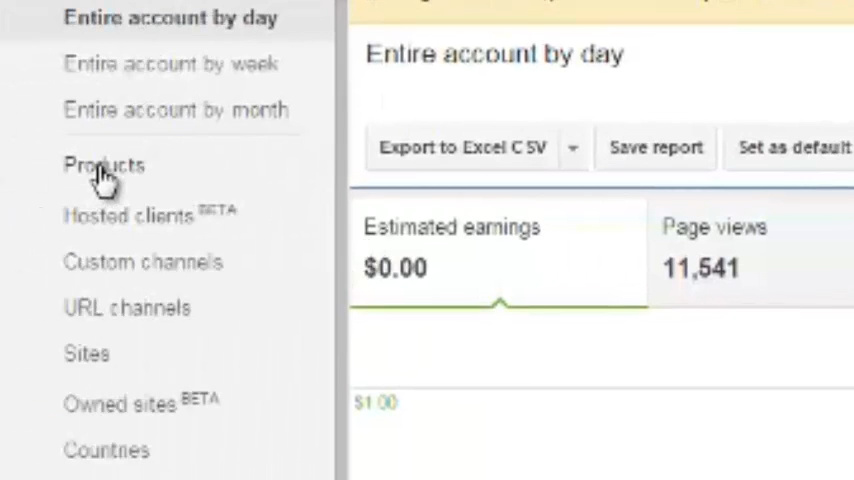 Entire account by day
Entire account by week
Entire account by month
Products
Hosted clients BETA
Custom channels
URL channels
Sites
Owned sites BETA
Countries
Entire account by day
Export to Excel CSV
Save report
Set as default
Estimated earnings
$0.00
Page views
11,541
$1.00